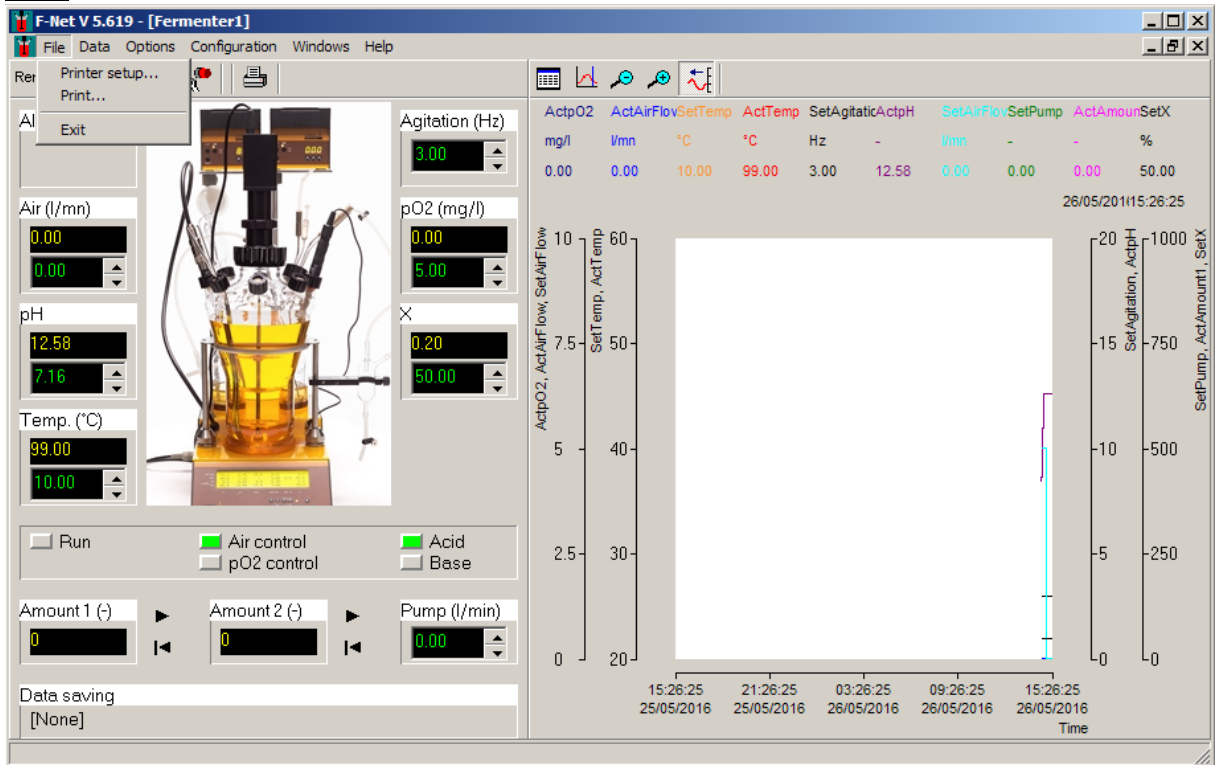 F-Net V 5.619 - [Fermenter1]
File Data Options Configuration Windows Help
Printer setup...
Print...
Exit
Agitation (Hz)
3.00
Air (l/mn)
0.00
0.00
pO2 (mg/l)
0.00
5.00
pH
12.58
7.16
X
0.20
50.00
Temp. (°C)
99.00
10.00
Run
Air control
pO2 control
Acid
Base
Amount 1 (-)
0
Amount 2 (-)
0
Pump (l/min)
0.00
Data saving
[None]
ActpO2 ActAirFlow SetTemp ActTemp SetAgitatic ActpH SetAirFlov SetPump ActAmoun SetX
mg/l l/mn °C °C Hz - l/mn - - %
0.00 0.00 10.00 99.00 3.00 12.58 0.00 0.00 0.00 50.00
26/05/201 15:26:25
ActpO2, ActAirFlow, SetAirFlow
10
7.5
5
2.5
0
SetTemp, ActTemp
60
50
40
30
20
20
15
10
5
0
SetAgitation, ActpH
1000
750
500
250
0
SetPump, ActAmount1, SetX
15:26:25 21:26:25 03:26:25 09:26:25 15:26:25
25/05/2016 25/05/2016 26/05/2016 26/05/2016 26/05/2016
Time